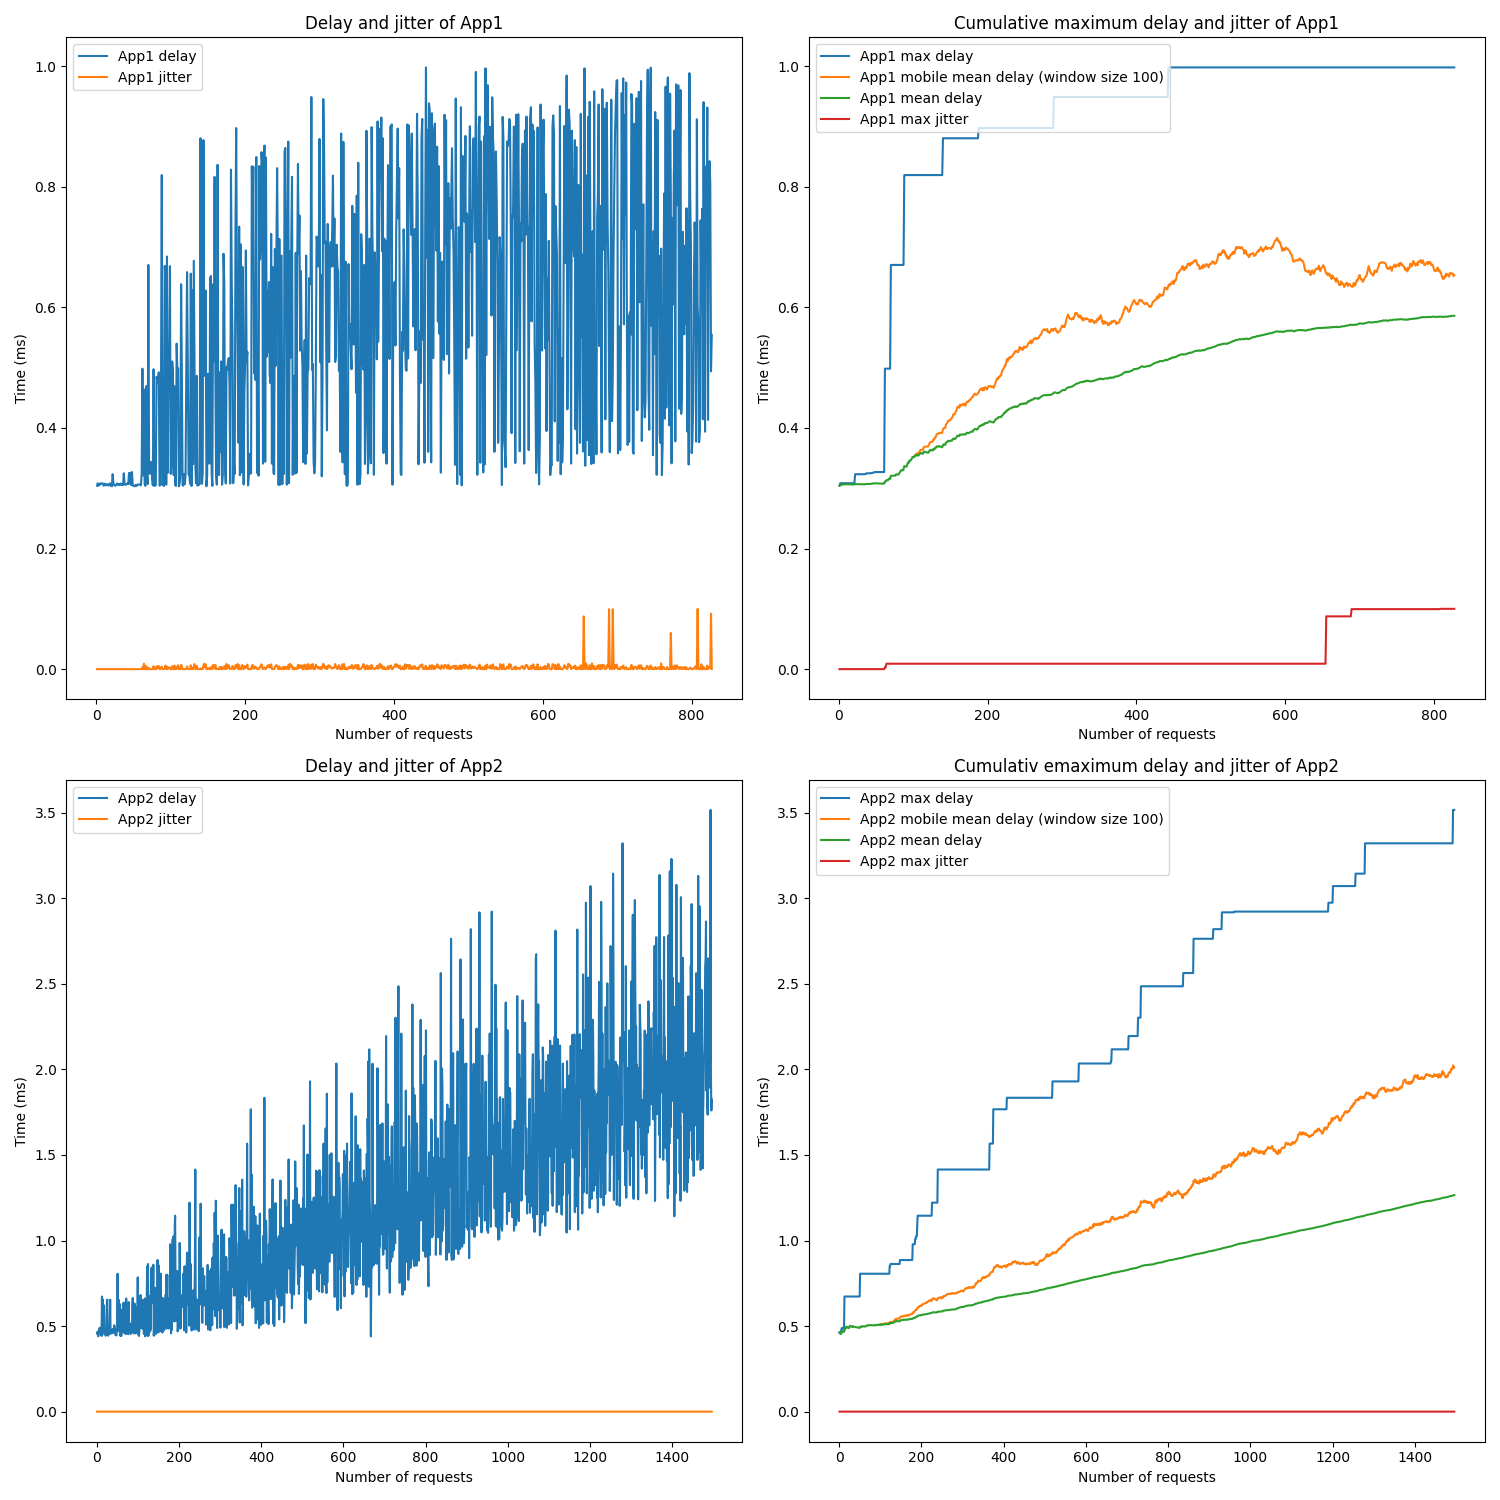 Delay and jitter of App1
App1 delay
App1 jitter
1.0
0.8
0.6
0.4
0.2
0.0
Time (ms)
0 200 400 600 800
Number of requests
Cumulative maximum delay and jitter of App1
App1 max delay
App1 mobile mean delay (window size 100)
App1 mean delay
App1 max jitter
1.0
0.8
0.6
0.4
0.2
0.0
Time (ms)
0 200 400 600 800
Number of requests
Delay and jitter of App2
App2 delay
App2 jitter
3.5
3.0
2.5
2.0
1.5
1.0
0.5
0.0
Time (ms)
0 200 400 600 800 1000 1200 1400
Number of requests
Cumulativ emaximum delay and jitter of App2
App2 max delay
App2 mobile mean delay (window size 100)
App2 mean delay
App2 max jitter
3.5
3.0
2.5
2.0
1.5
1.0
0.5
0.0
Time (ms)
0 200 400 600 800 1000 1200 1400
Number of requests